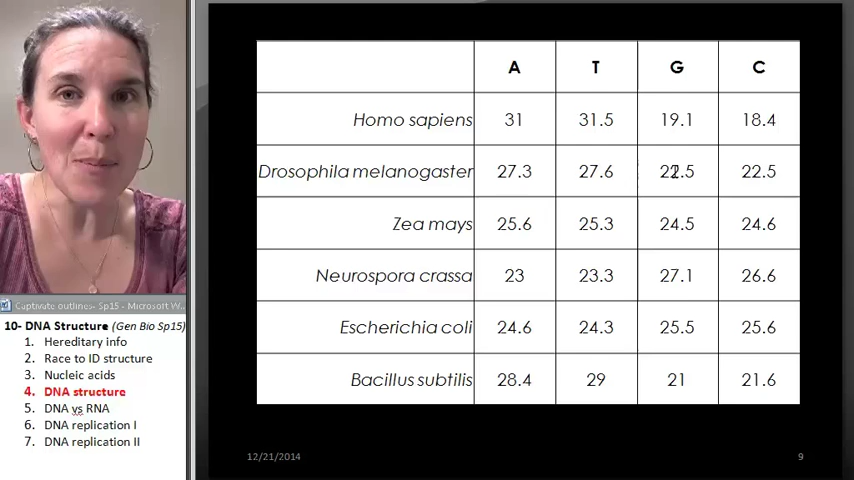 A T G C
Homo sapiens 31 31.5 19.1 18.4
Drosophila melanogaster 27.3 27.6 22.5 22.5
Zea mays 25.6 25.3 24.5 24.6
Neurospora crassa 23 23.3 27.1 26.6
Escherichia coli 24.6 24.3 25.5 25.6
Bacillus subtilis 28.4 29 21 21.6
12/21/2014 9
Captivate outlines- Sp15 - Microsoft W...
10- DNA Structure (Gen Bio Sp15)
1. Hereditary info
2. Race to ID structure
3. Nucleic acids
4. DNA structure
5. DNA vs RNA
6. DNA replication I
7. DNA replication II